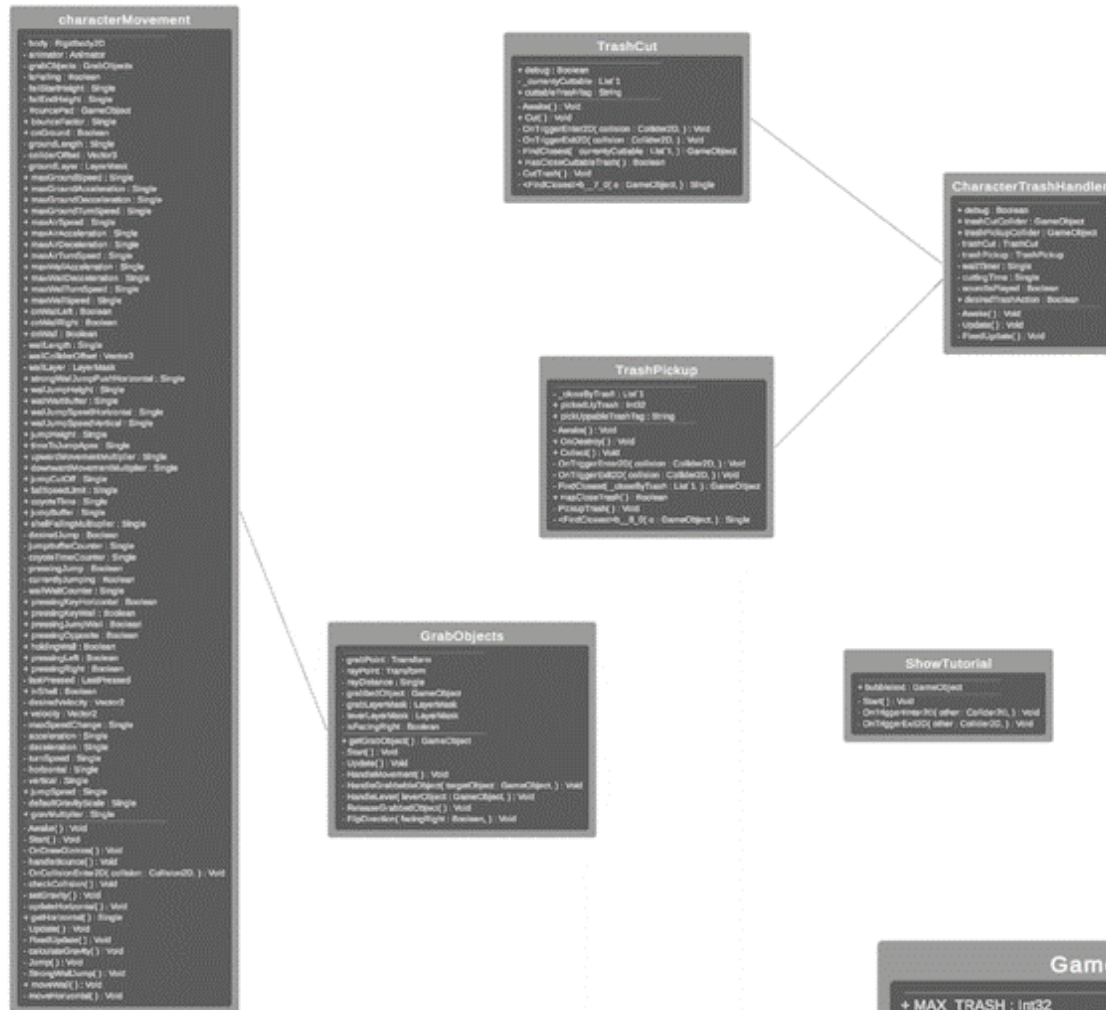 characterMovement
- body : Rigidbody2D
- animator : Animator
- grabObjects : GrabObjects
- isFalling : Boolean
- fallStartHeight : Single
- fallEndHeight : Single
- : GameObject
+ bounceFactor : Single
+ onGround : Boolean
- groundLength : Single
- colliderOffset : Vector3
- groundLayer : LayerMask
+ maxGroundSpeed : Single
+ maxGroundAcceleration : Single
+ : Single
+ maxGroundTurnSpeed : Single
+ maxAirSpeed : Single
+ maxAirAcceleration : Single
+ maxAirDeceleration : Single
+ maxAirTurnSpeed : Single
+ maxWallAcceleration : Single
+ : Single
+ maxWallTurnSpeed : Single
+ maxWallSpeed : Single
+ onWallLeft : Boolean
+ onWallRight : Boolean
+ onWall : Boolean
- wallLength : Single
- wallColliderOffset : Vector3
- wallLayer : LayerMask
+ strongWallJumpPushHorizontal : Single
+ wallJumpHeight : Single
+ : Single
+ wallJumpSpeedHorizontal : Single
+ wallJumpSpeedVertical : Single
+ jumpHeight : Single
+ timeToJumpApex : Single
+ upwardMovementMultiplier : Single
+ downwardMovementMultiplier : Single
+ jumpCutOff : Single
+ fallSpeedLimit : Single
+ coyoteTime : Single
+ jumpBuffer : Single
+ shellFallingMultiplier : Single
- desiredJump : Boolean
- jumpBufferCounter : Single
- coyoteTimeCounter : Single
- pressingJump : Boolean
- currentlyJumping : Boolean
- : Single
+ pressingKeyHorizontal : Boolean
+ pressingKeyWall : Boolean
+ pressingJumpWall : Boolean
+ pressingOpposite : Boolean
+ holdingWall : Boolean
+ pressingLeft : Boolean
+ pressingRight : Boolean
- lastPressed : LastPressed
+ inShell : Boolean
- desiredVelocity : Vector2
+ velocity : Vector2
- maxSpeedChange : Single
- acceleration : Single
- deceleration : Single
- turnSpeed : Single
- horizontal : Single
- vertical : Single
+ jumpSpeed : Single
- defaultGravityScale : Single
+ gravMultiplier : Single
- Awake( ) : Void
- Start( ) : Void
- OnDrawGizmos( ) : Void
- handleBounce( ) : Void
- OnCollisionEnter2D( collision : Collision2D, ) : Void
- checkCollision( ) : Void
- setGravity( ) : Void
- updateHorizontal( ) : Void
+ getHorizontal( ) : Single
- Update( ) : Void
- FixedUpdate( ) : Void
- calculateGravity( ) : Void
- Jump( ) : Void
- StrongWallJump( ) : Void
+ moveWall( ) : Void
- moveHorizontal( ) : Void
TrashCut
+ debug : Boolean
- _currentyCuttable : List`1
+ cuttableTrashTag : String
- Awake( ) : Void
+ Cut( ) : Void
- OnTriggerEnter2D( collision : Collider2D, ) : Void
- OnTriggerExit2D( collision : Collider2D, ) : Void
- FindClosest( _currentyCuttable : List`1, ) : GameObject
+ HasCloseCuttableTrash( ) : Boolean
- CutTrash( ) : Void
- <FindClosest>b__7_0( o : GameObject, ) : Single
CharacterTrashHandler
+ debug : Boolean
+ trashCutCollider : GameObject
+ trashPickupCollider : GameObject
- trashCut : TrashCut
- trashPickup : TrashPickup
- waitTimer : Single
- cuttingTime : Single
- soundIsPlayed : Boolean
+ desiredTrashAction : Boolean
- Awake( ) : Void
- Update( ) : Void
- FixedUpdate( ) : Void
TrashPickup
- _closeByTrash : List`1
+ pickedUpTrash : Int32
+ pickUppableTrashTag : String
- Awake( ) : Void
+ OnDestroy( ) : Void
+ Collect( ) : Void
- OnTriggerEnter2D( collision : Collider2D, ) : Void
- OnTriggerExit2D( collision : Collider2D, ) : Void
- FindClosest( _closeByTrash : List`1, ) : GameObject
+ HasCloseTrash( ) : Boolean
- PickupTrash( ) : Void
- <FindClosest>b__8_0( o : GameObject, ) : Single
GrabObjects
- grabPoint : Transform
- rayPoint : Transform
- rayDistance : Single
- grabbedObject : GameObject
- grabLayerMask : LayerMask
- leverLayerMask : LayerMask
- isFacingRight : Boolean
+ getGrabObject( ) : GameObject
- Start( ) : Void
- Update( ) : Void
- HandleMovement( ) : Void
- HandleGrabbableObject( targetObject : GameObject, ) : Void
- HandleLever( leverObject : GameObject, ) : Void
- ReleaseGrabbedObject( ) : Void
- FlipDirection( facingRight : Boolean, ) : Void
ShowTutorial
+ : GameObject
- Start( ) : Void
- OnTriggerEnter2D( other : Collider2D, ) : Void
- OnTriggerExit2D( other : Collider2D, ) : Void
Game
+ MAX_TRASH : Int32